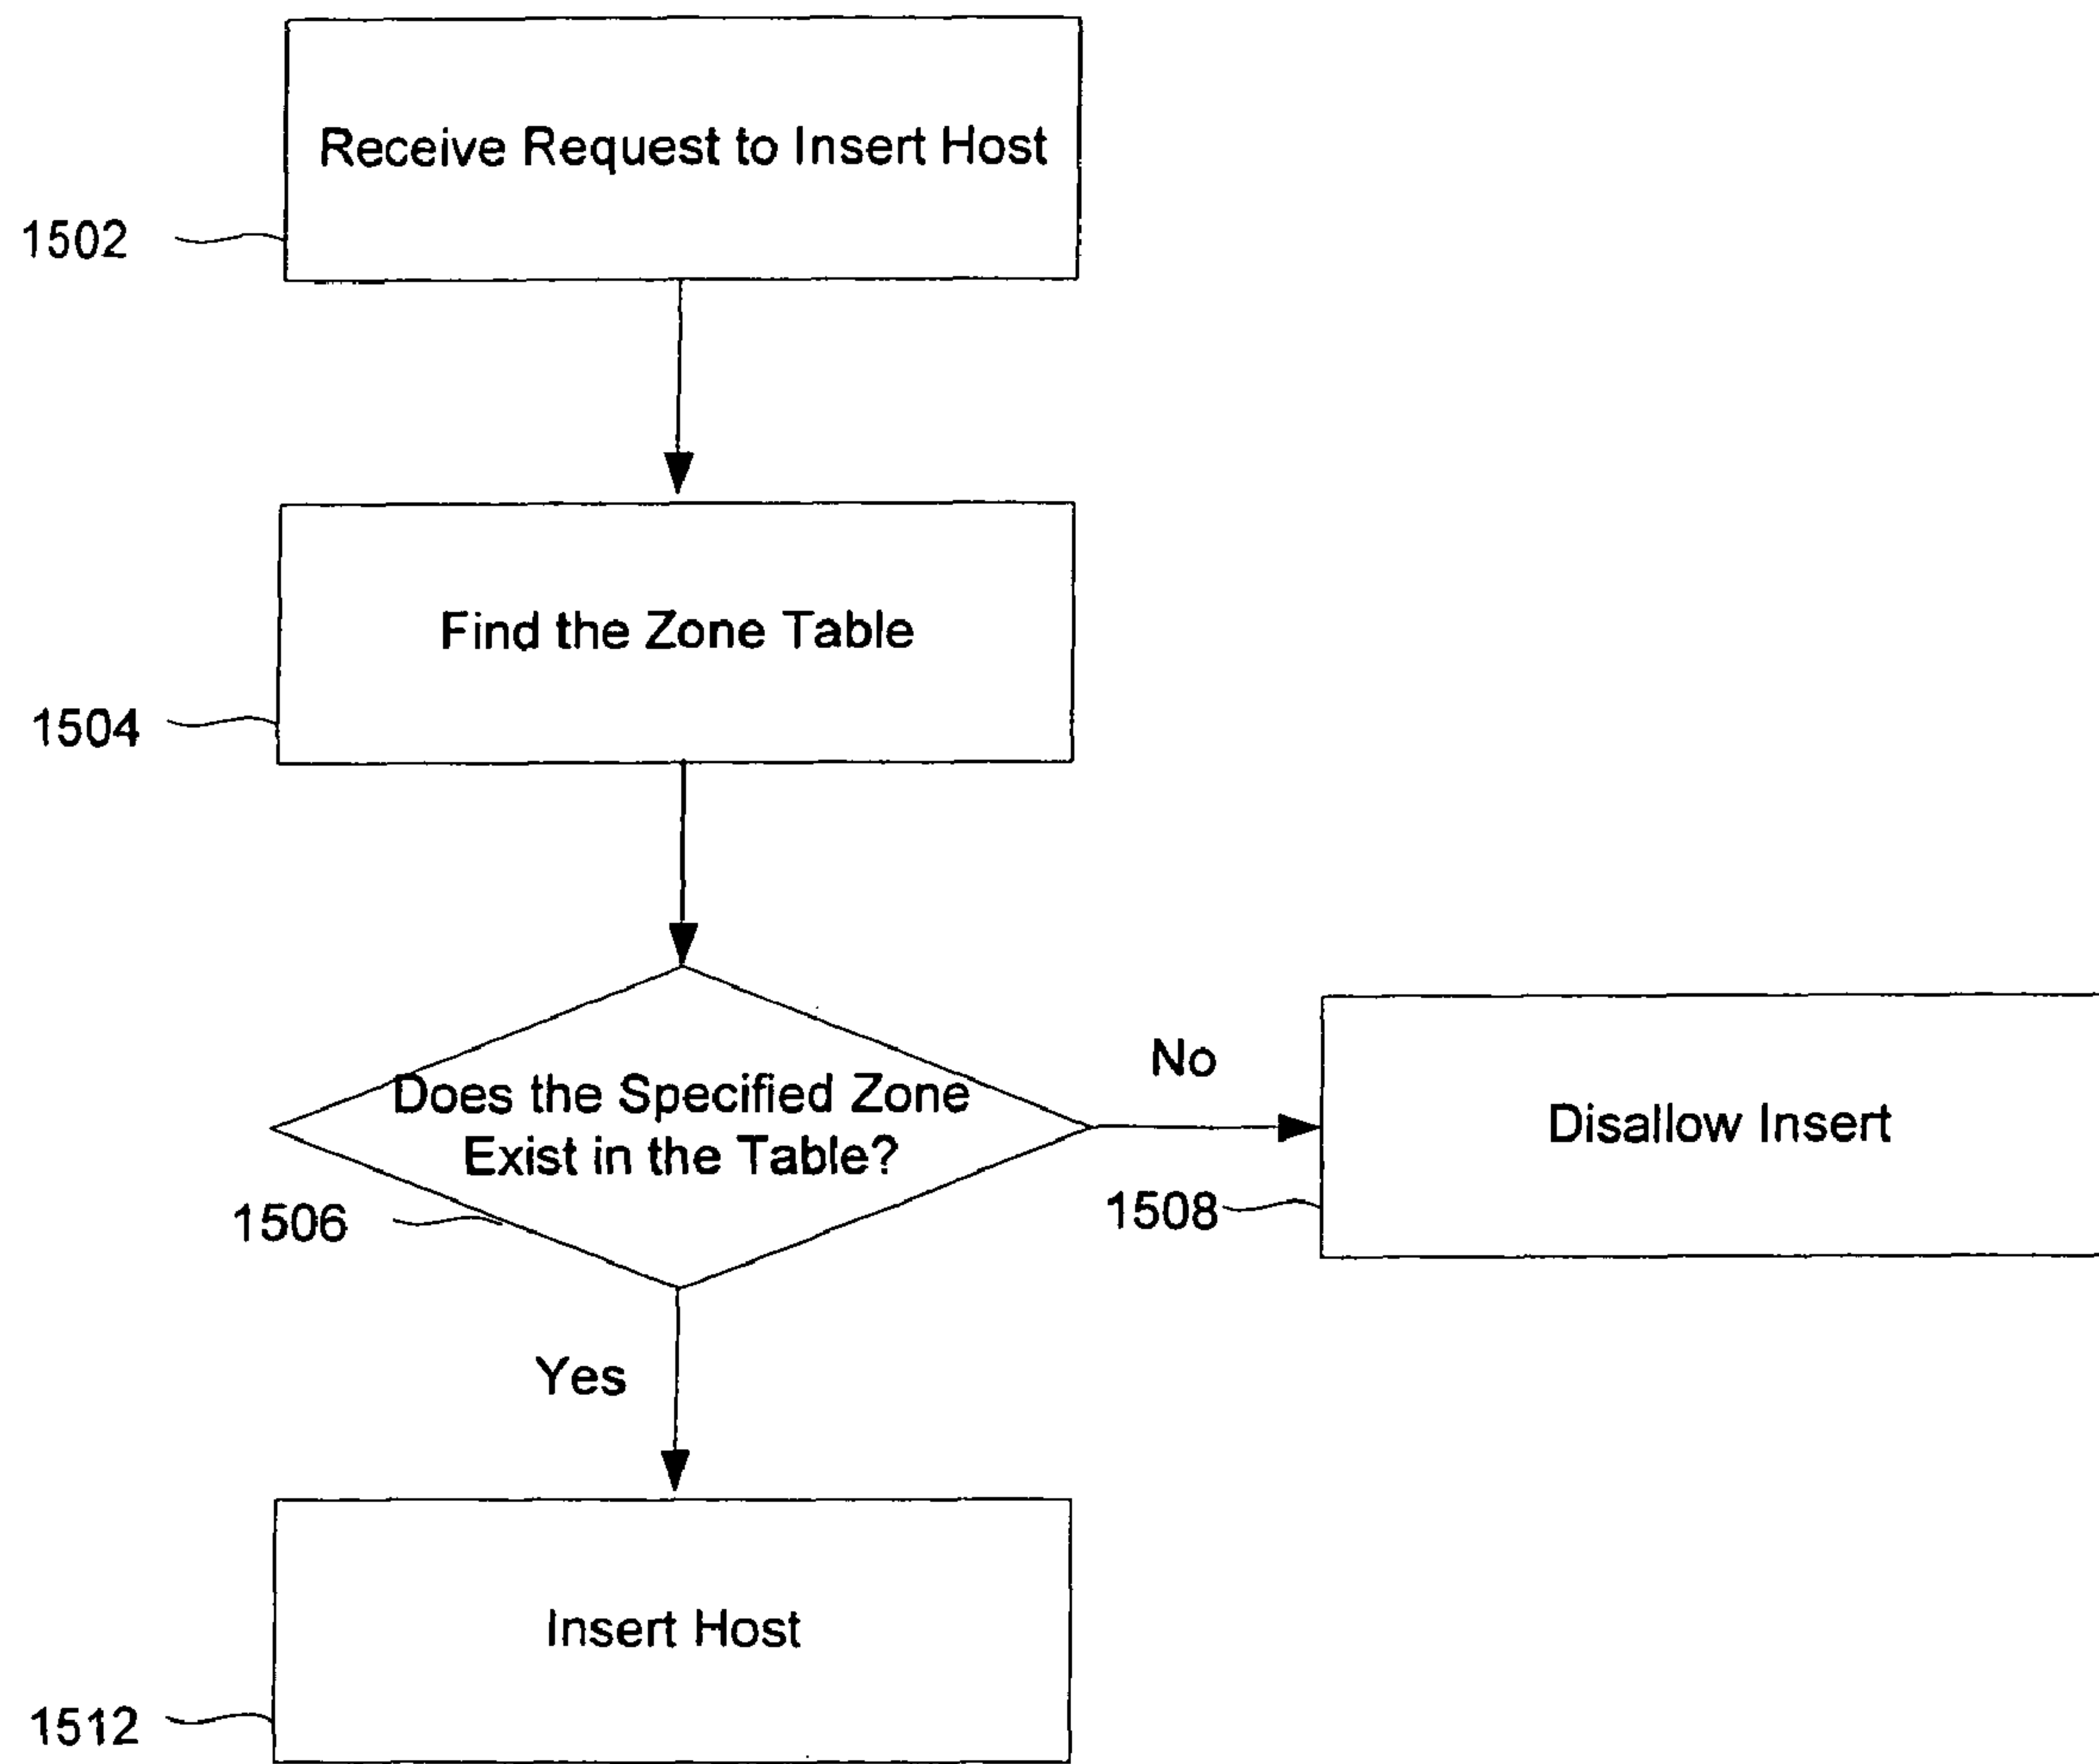 Receive Request to Insert Host
1502
Find the Zone Table
1504
Does the Specified Zone
Exist in the Table?
1506
No
Disallow Insert
1508
Yes
Insert Host
1512